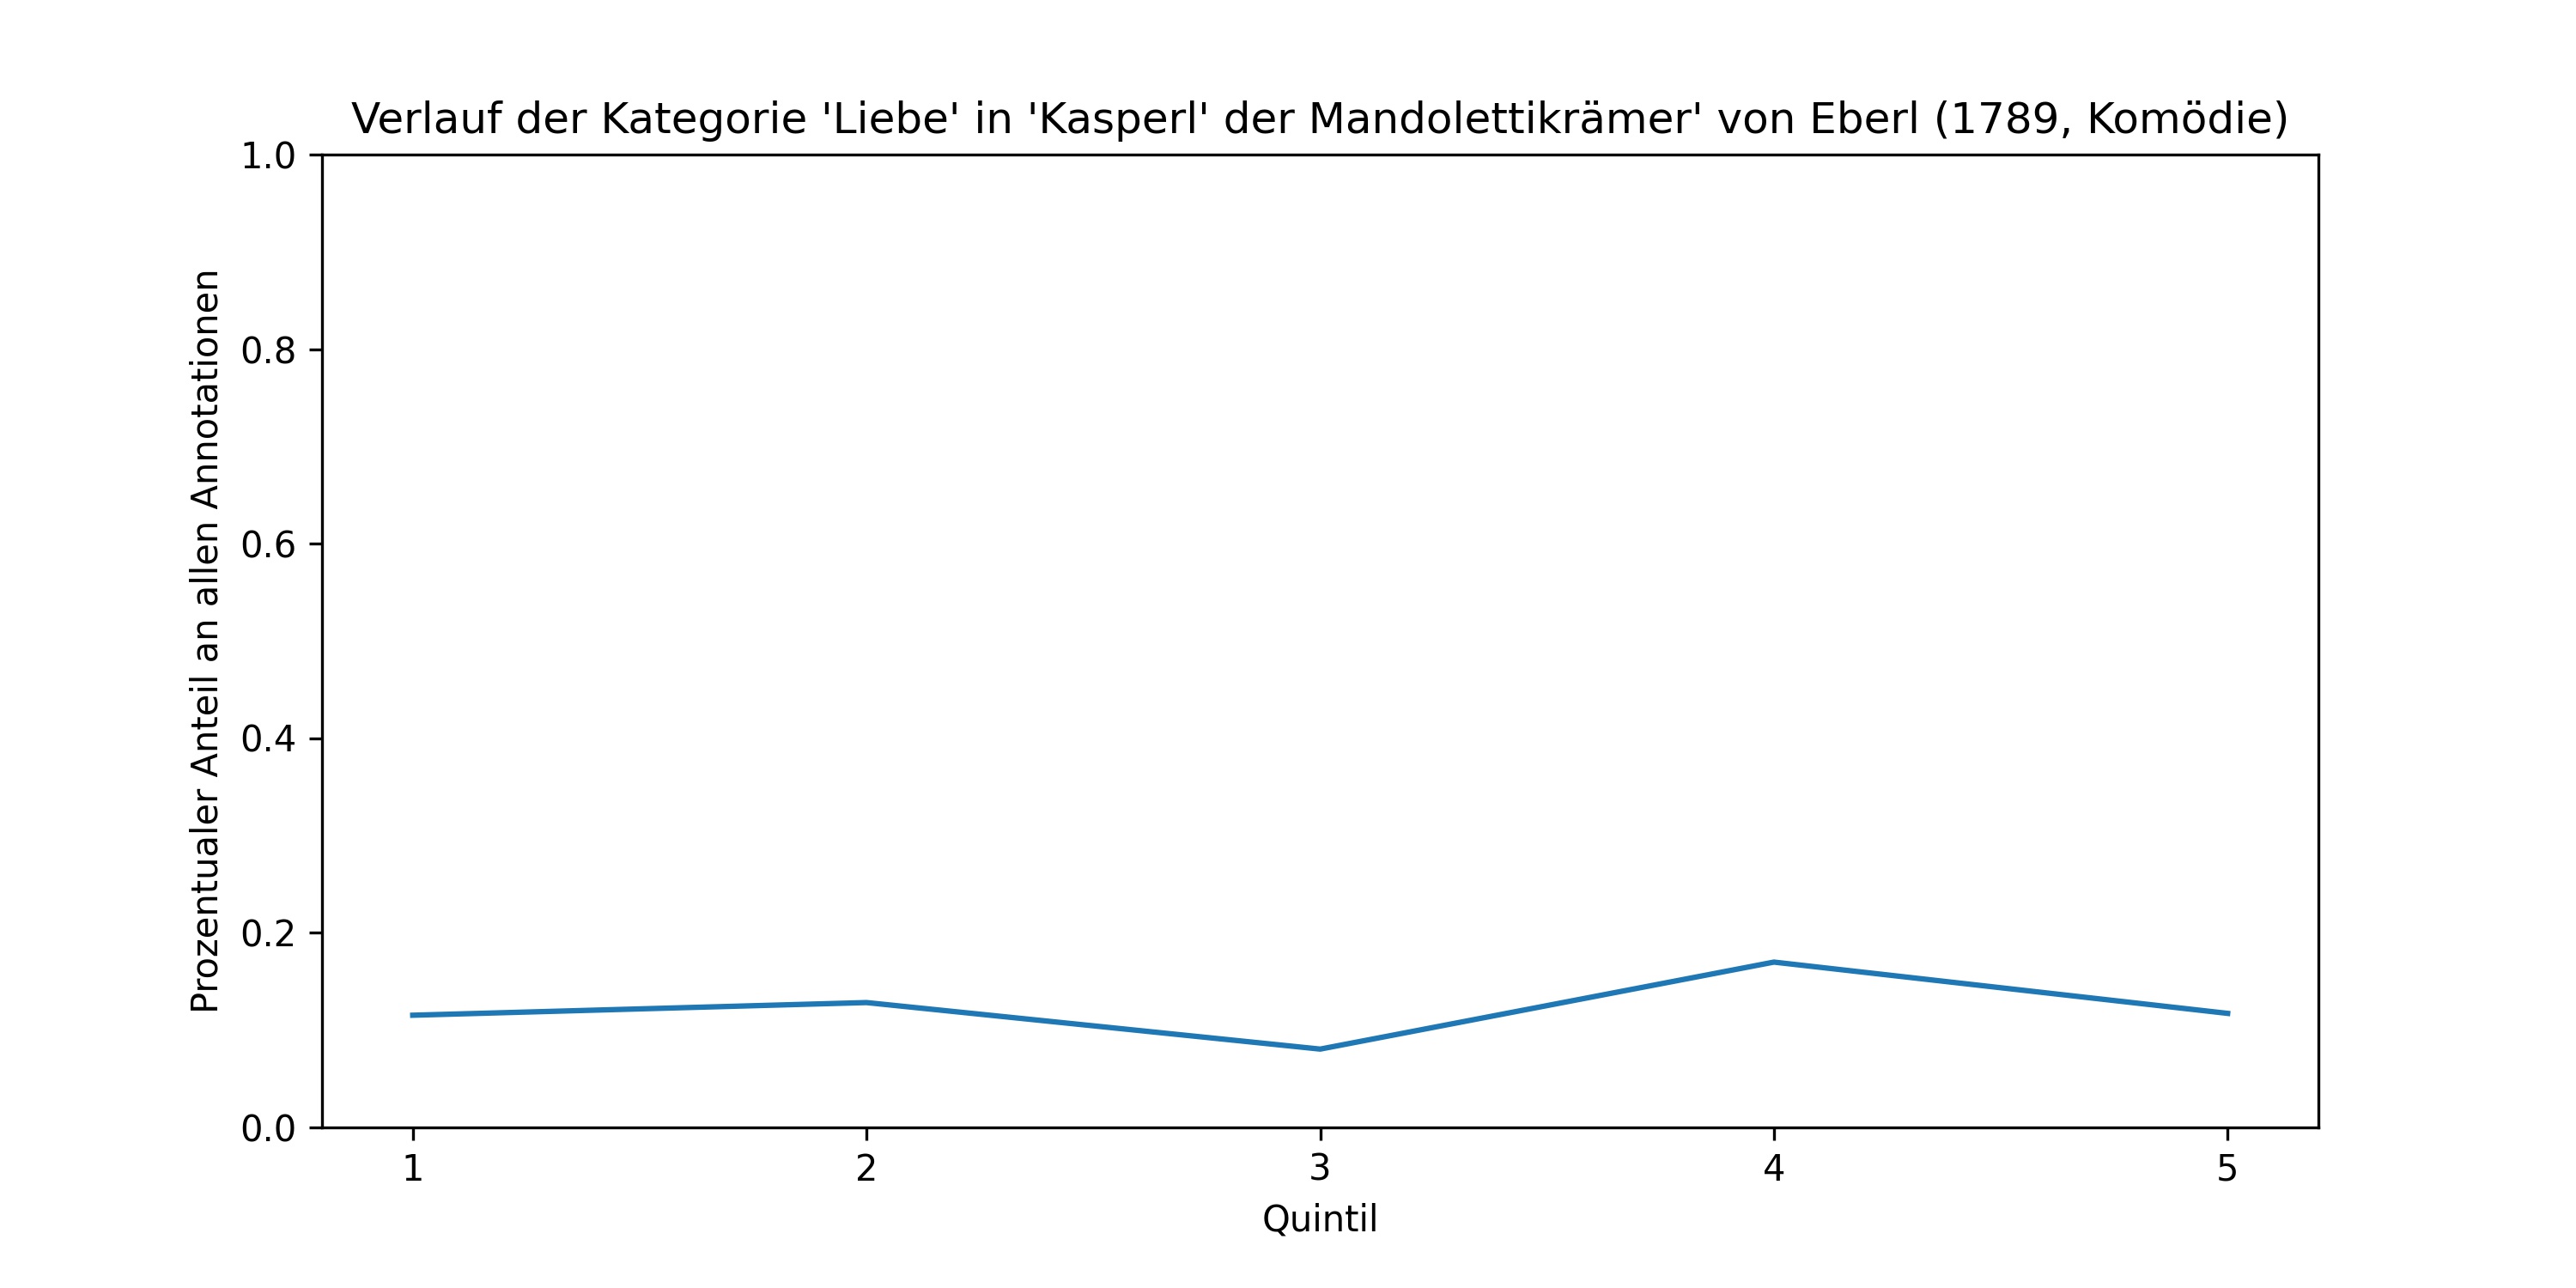 Verlauf der Kategorie 'Liebe' in 'Kasperl' der Mandolettikrämer' von Eberl (1789, Komödie)
1.0
0.8
0.6
0.4
0.2
0.0
Prozentualer Anteil an allen Annotationen
1 2 3 4 5
Quintil